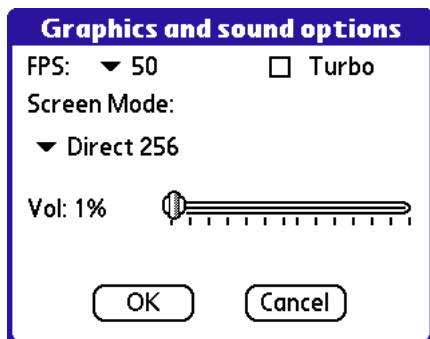 Graphics and sound options
FPS: 50 Turbo
Screen Mode:
Direct 256
Vol: 1%
OK Cancel